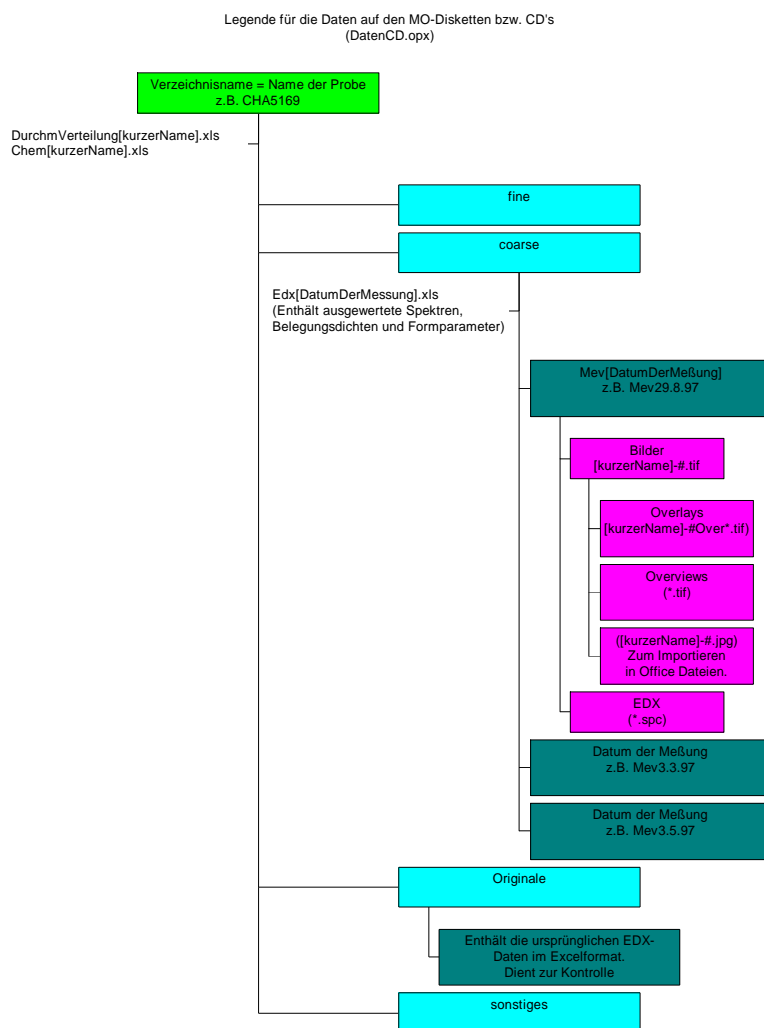 Legende für die Daten auf den MO-Disketten bzw. CD's
(DatenCD.opx)
Verzeichnisname = Name der Probe
z.B. CHA5169
DurchmVerteilung[kurzerName].xls
Chem[kurzerName].xls
fine
coarse
Edx[DatumDerMessung].xls
(Enthält ausgewertete Spektren,
Belegungsdichten und Formparameter)
Mev[DatumDerMeßung]
z.B. Mev29.8.97
Bilder
[kurzerName]-#.tif
Overlays
[kurzerName]-#Over*.tif)
Overviews
(*.tif)
([kurzerName]-#.jpg)
Zum Importieren
in Office Dateien.
EDX
(*.spc)
Datum der Meßung
z.B. Mev3.3.97
Datum der Meßung
z.B. Mev3.5.97
Originale
Enthält die ursprünglichen EDX-
Daten im Excelformat.
Dient zur Kontrolle
sonstiges